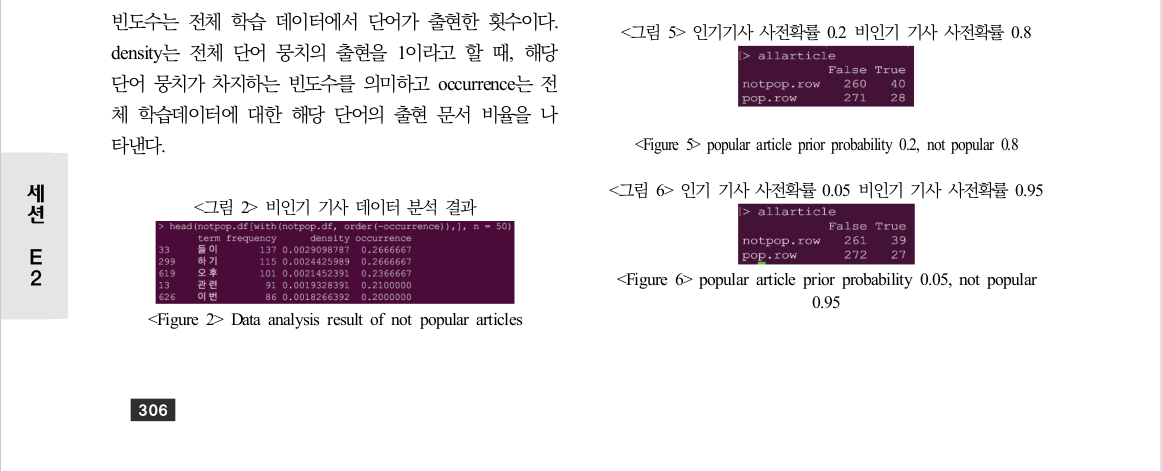 빈도수는 전체 학습 데이터에서 단어가 출현한 횟수이다.
density는 전체 단어 뭉치의 출현을 1이라고 할 때, 해당
단어 뭉치가 차지하는 빈도수를 의미하고 occurrence는 전
체 학습데이터에 대한 해당 단어의 출현 문서 비율을 나
타낸다.
<그림 2> 비인기 기사 데이터 분석 결과
> head(notpop.df[with(notpop.df, order(-occurrence)),], n = 50)
term frequency density occurrence
33 들이 137 0.0029098787 0.2666667
299 하기 115 0.0024425989 0.2666667
619 오후 101 0.0021452391 0.2366667
13 관련 91 0.0019328391 0.2100000
626 이번 86 0.0018266392 0.2000000
<Figure 2> Data analysis result of not popular articles
세션 E2
306
<그림 5> 인기기사 사전확률 0.2 비인기 기사 사전확률 0.8
[> allarticle
False True
notpop.row 260 40
pop.row 271 28
<Figure 5> popular article prior probability 0.2, not popular 0.8
<그림 6> 인기 기사 사전확률 0.05 비인기 기사 사전확률 0.95
[> allarticle
False True
notpop.row 261 39
pop.row 272 27
<Figure 6> popular article prior probability 0.05, not popular
0.95